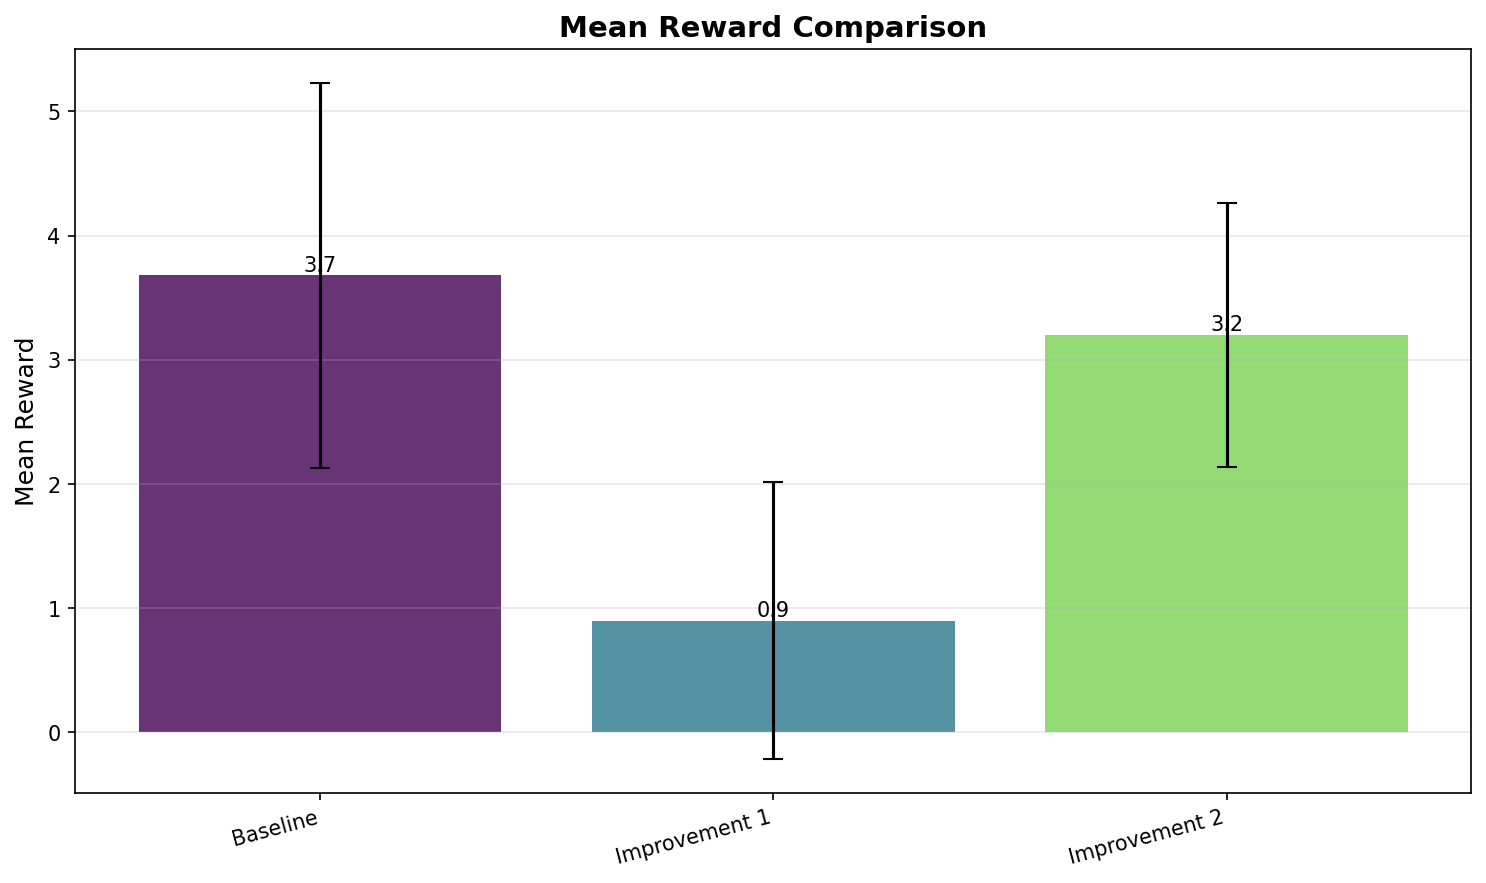 Mean Reward Comparison
Mean Reward
5
4
3
2
1
0
3.7
0.9
3.2
Baseline
Improvement 1
Improvement 2